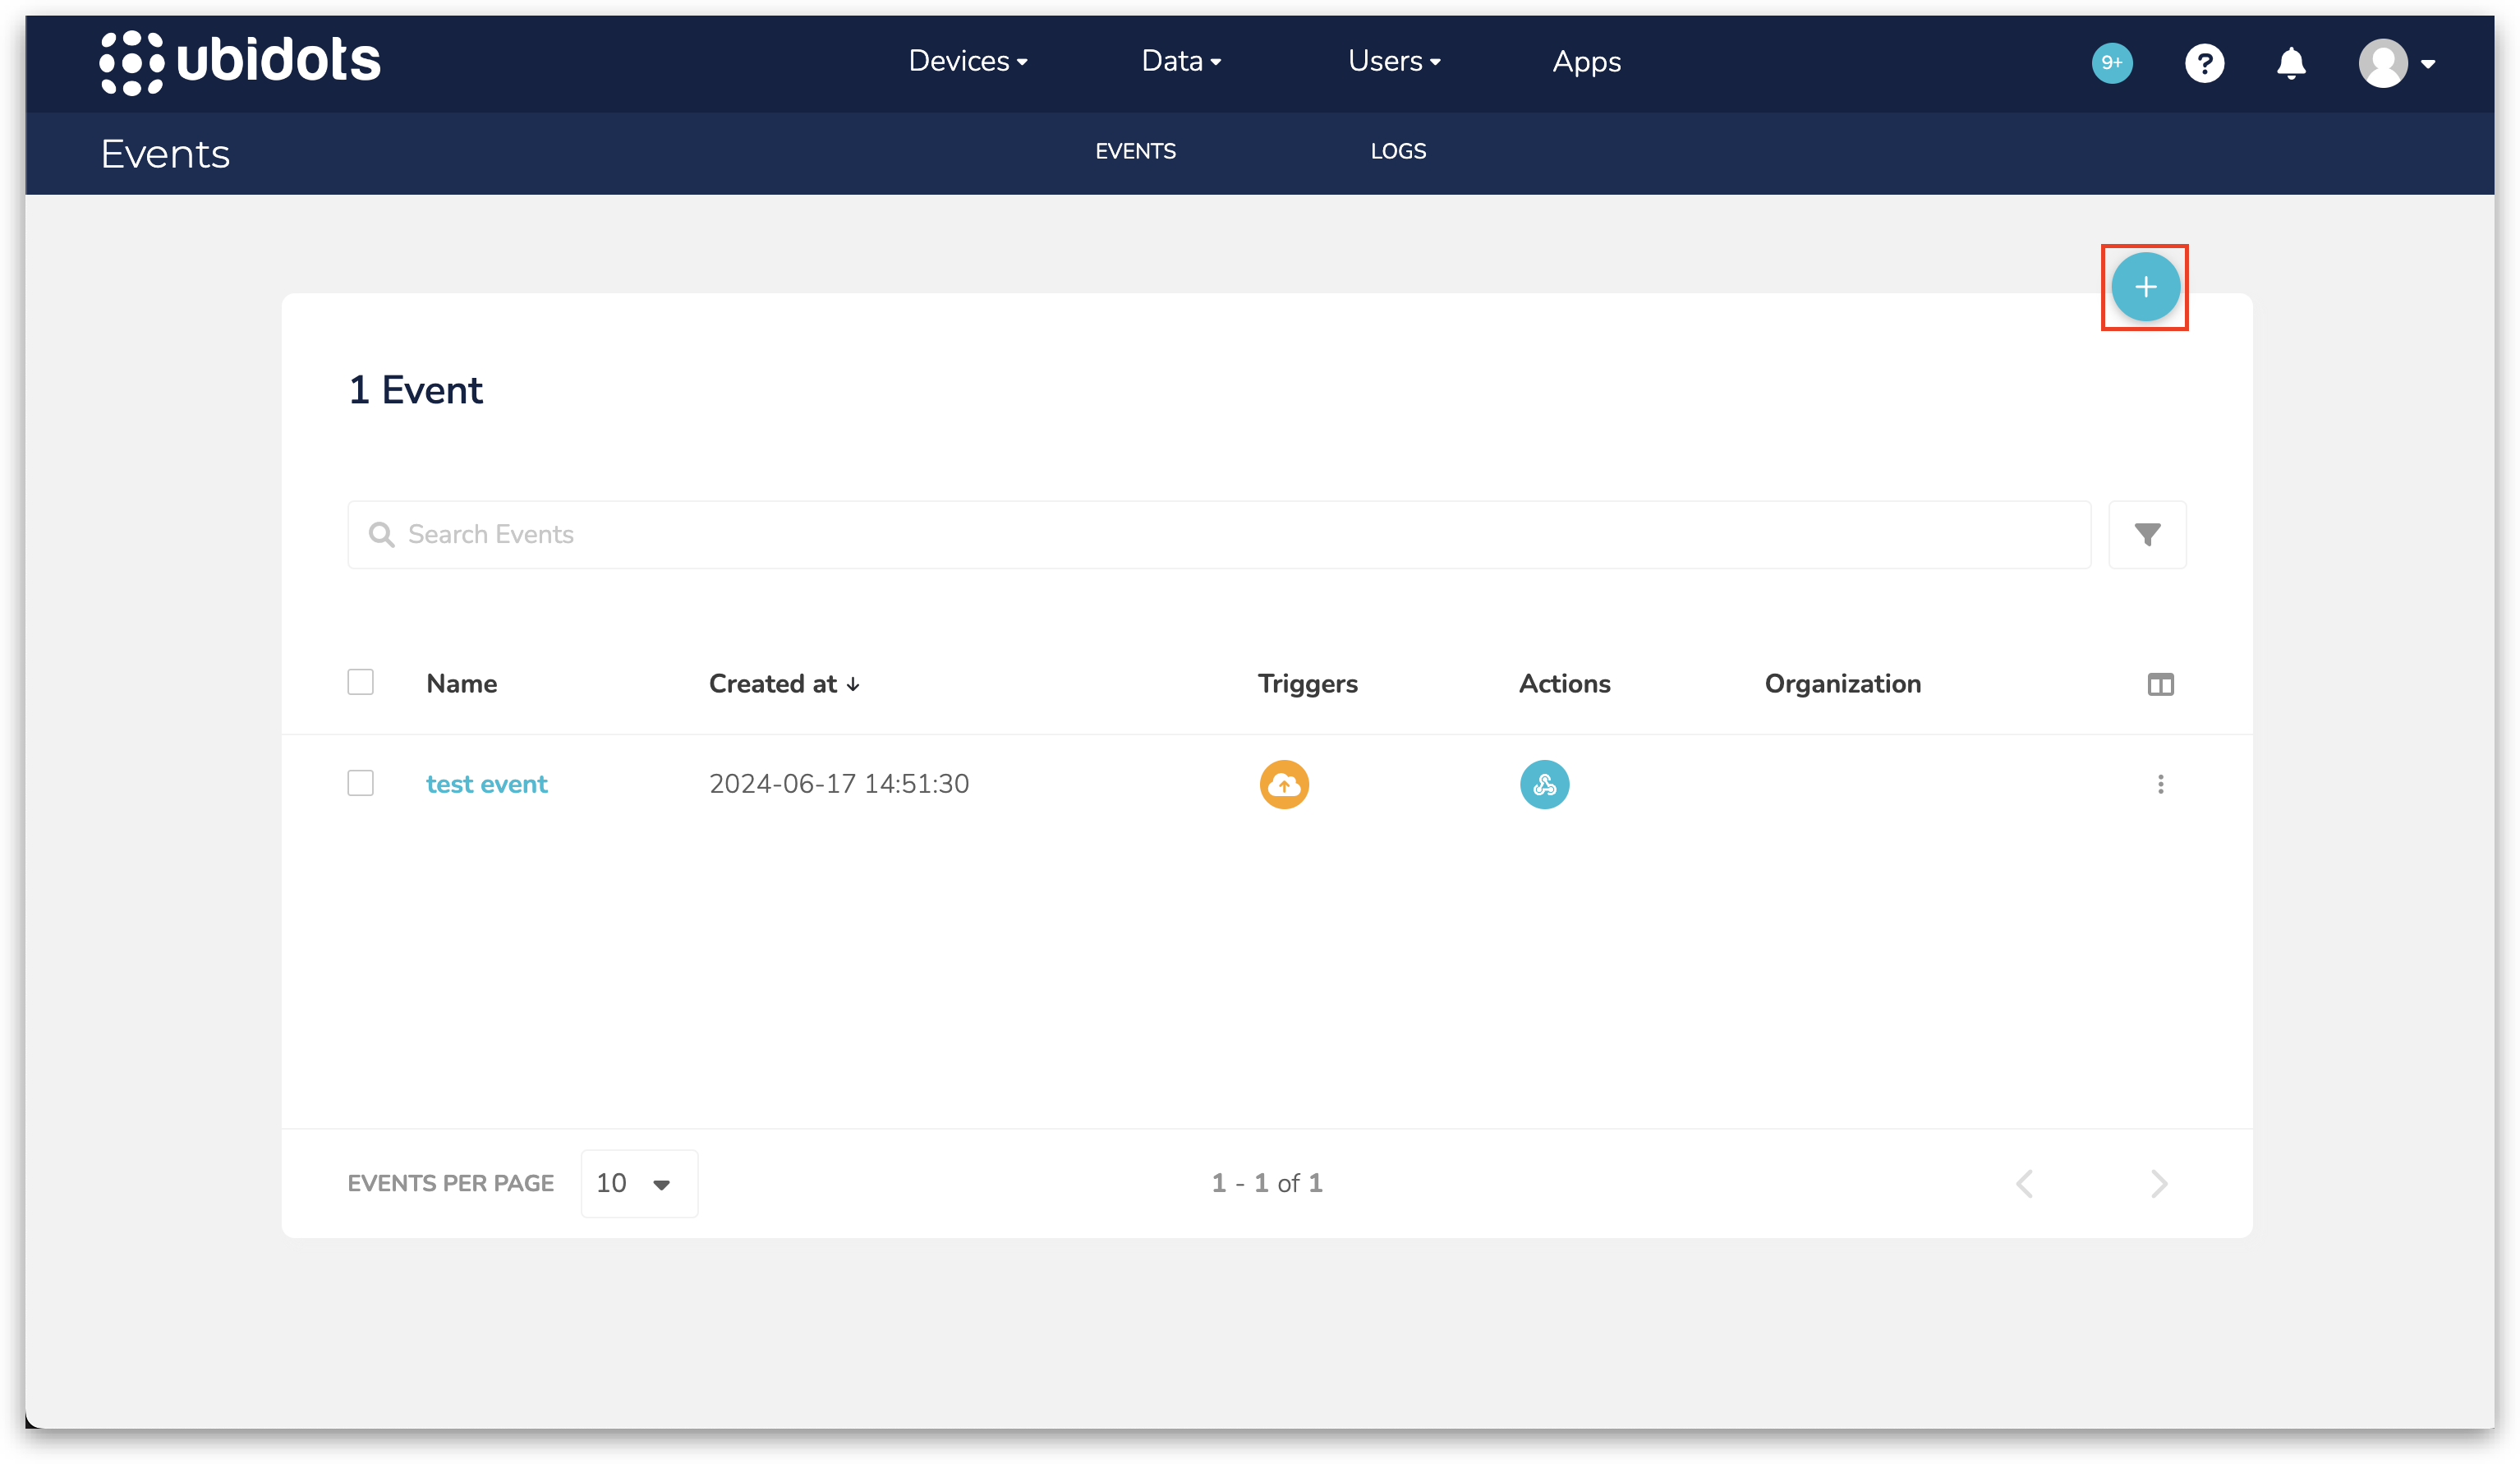 ubidots
Devices
Data
Users
Apps
9+
?
Events
EVENTS
LOGS
+
1 Event
Search Events
Name
Created at ↓
Triggers
Actions
Organization
test event
2024-06-17 14:51:30
EVENTS PER PAGE
10
1 - 1 of 1